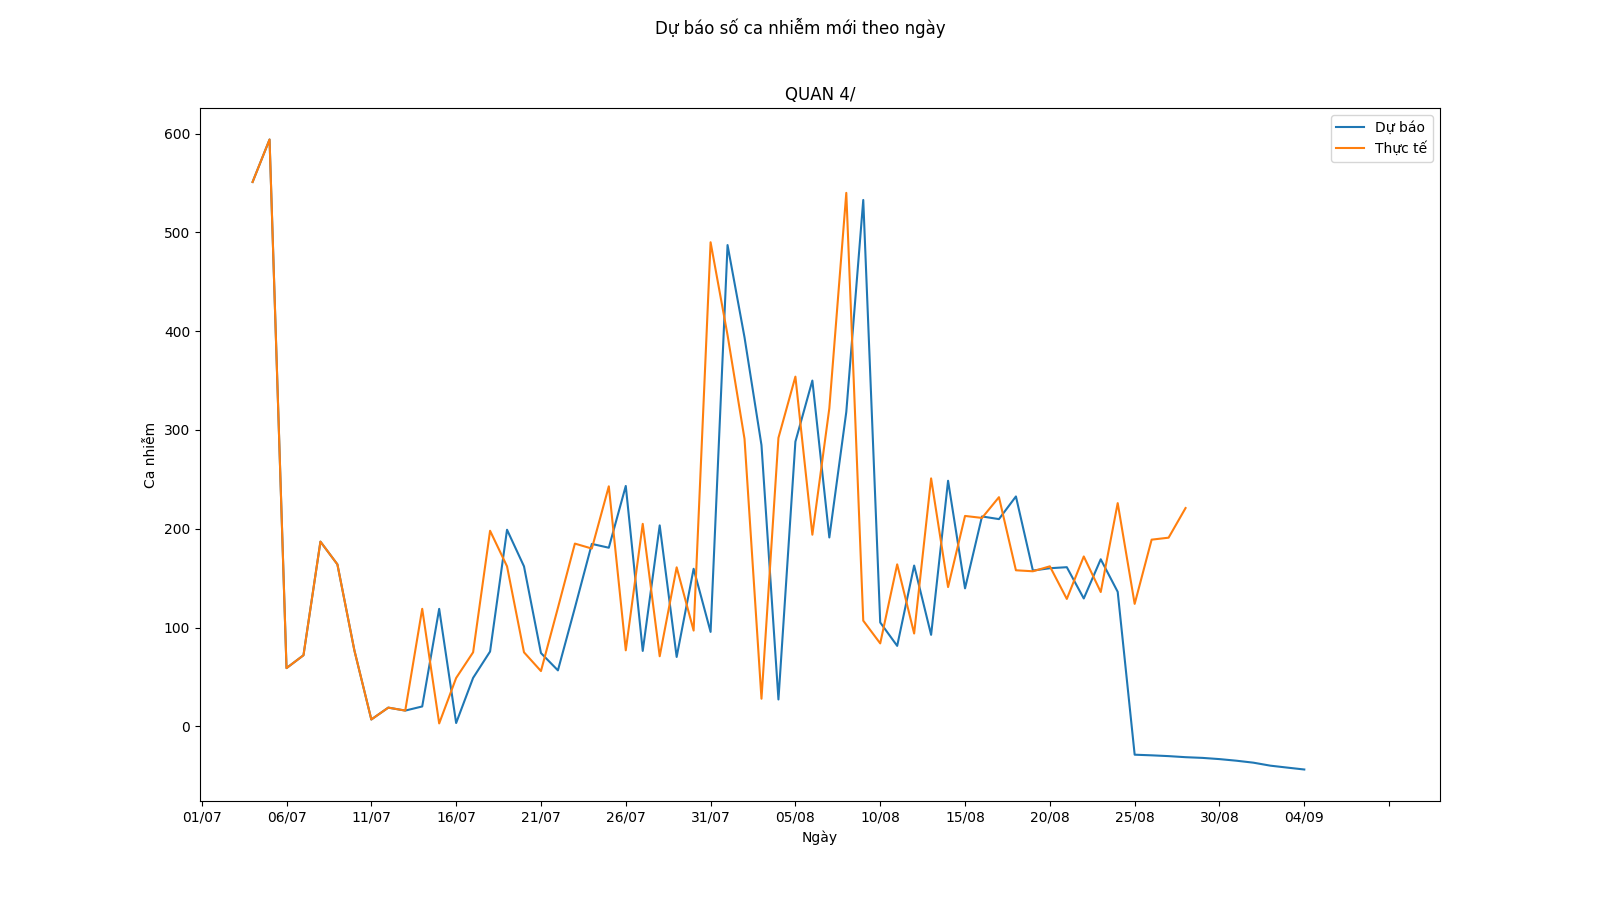 Dự báo số ca nhiễm mới theo ngày
QUAN 4/
Dự báo
Thực tế
600
500
400
300
200
100
0
Ca nhiễm
01/07 06/07 11/07 16/07 21/07 26/07 31/07 05/08 10/08 15/08 20/08 25/08 30/08 04/09
Ngày